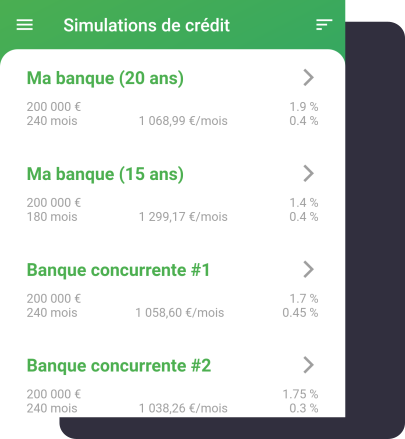 Simulations de crédit
Ma banque (20 ans)
200 000 € 1.9 %
240 mois 1 068,99 €/mois 0.4 %
Ma banque (15 ans)
200 000 € 1.4 %
180 mois 1 299,17 €/mois 0.4 %
Banque concurrente #1
200 000 € 1.7 %
240 mois 1 058,60 €/mois 0.45 %
Banque concurrente #2
200 000 € 1.75 %
240 mois 1 038,26 €/mois 0.3 %